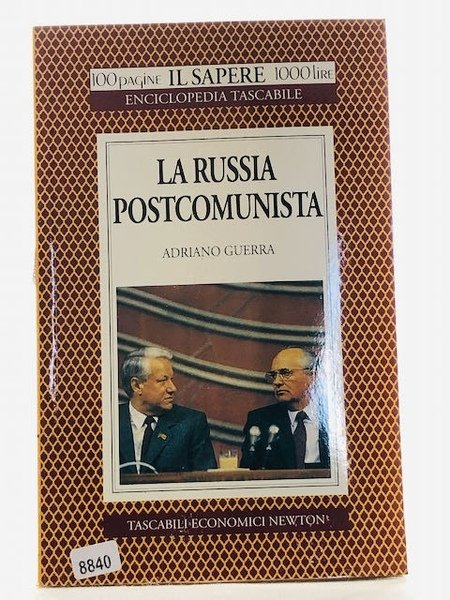 100 pagine IL SAPERE 1000 lire
ENCICLOPEDIA TASCABILE
LA RUSSIA
POSTCOMUNISTA
ADRIANO GUERRA
TASCABILI ECONOMICI NEWTON
8840